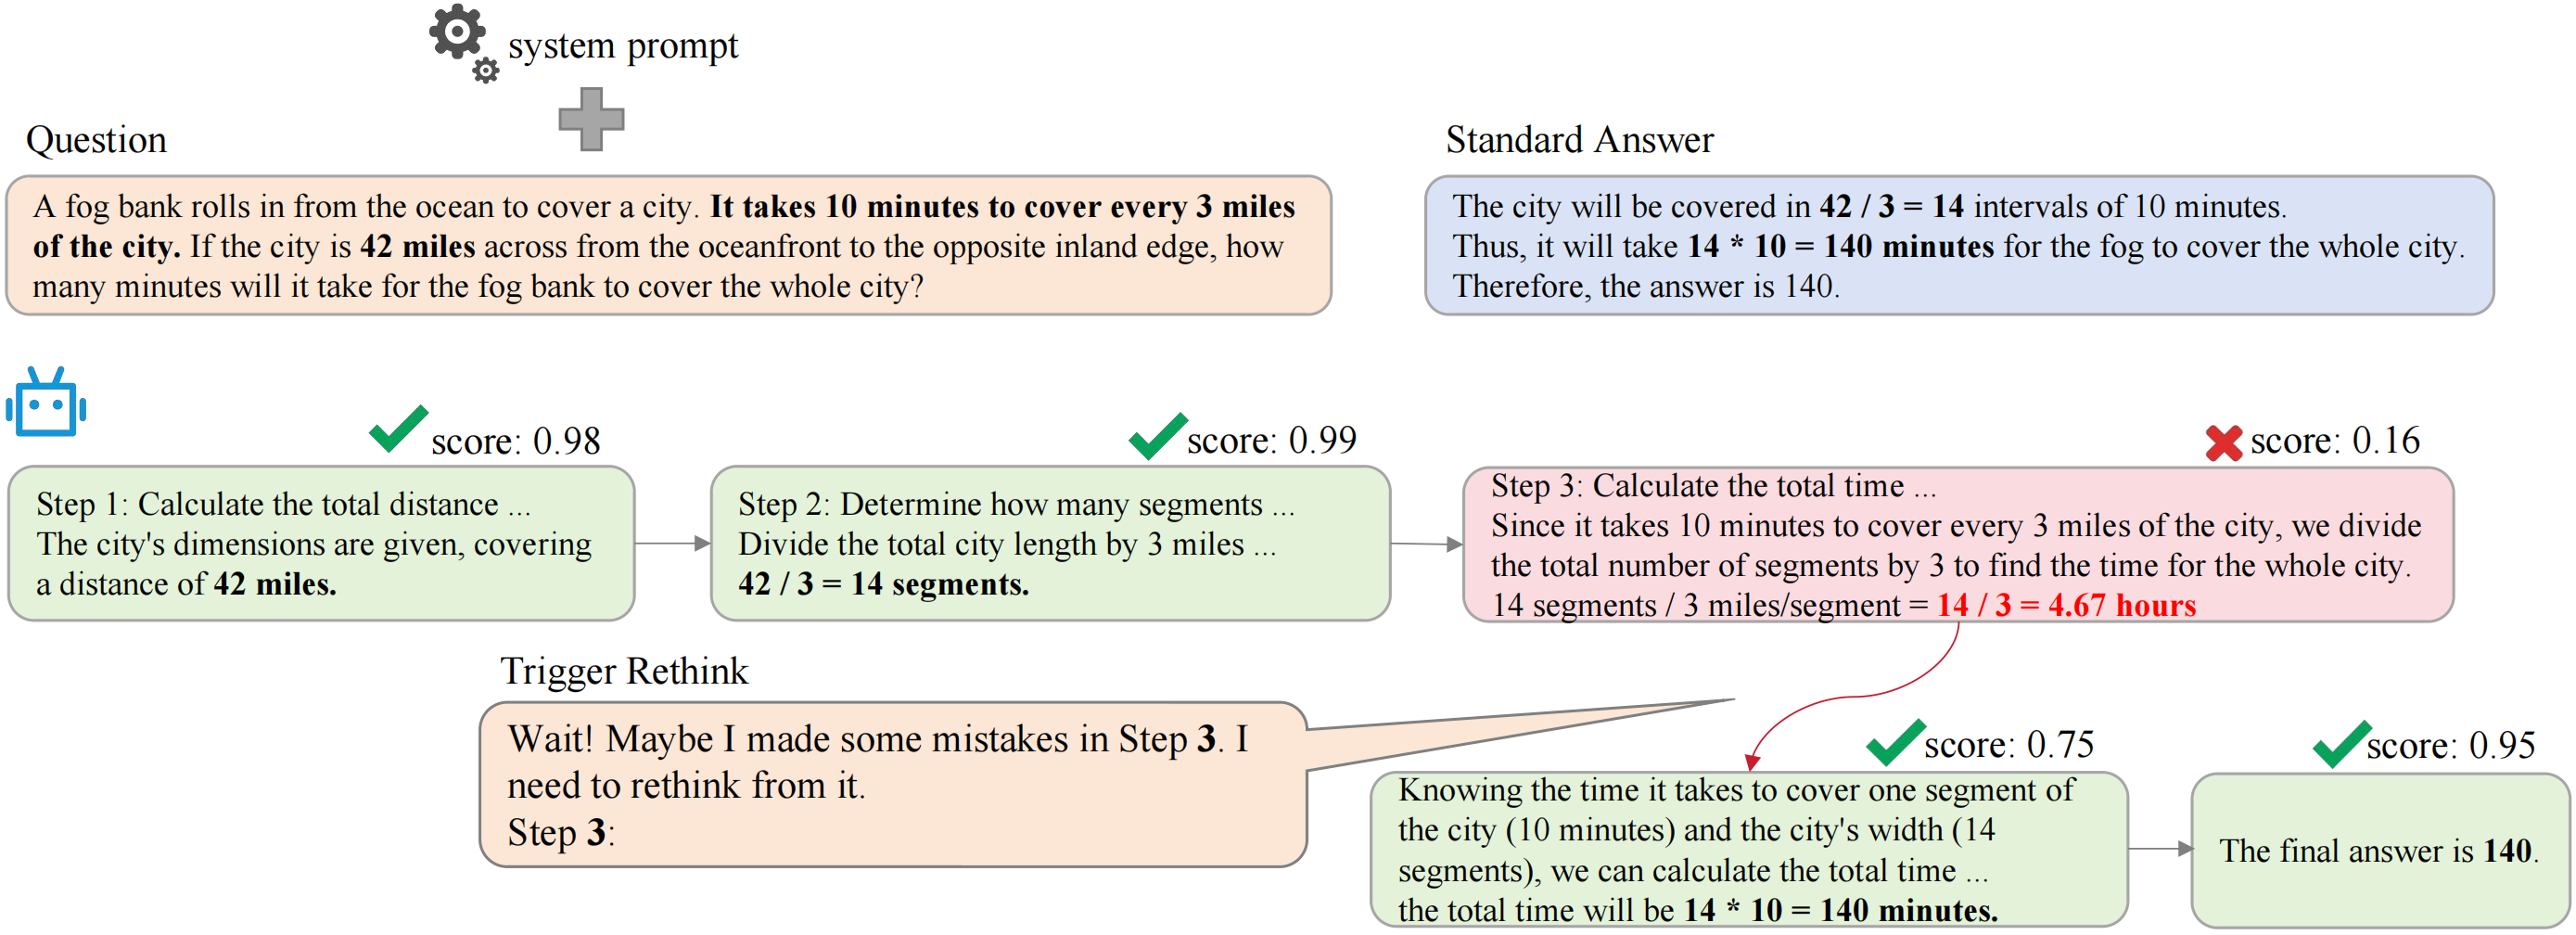 system prompt
Question
A fog bank rolls in from the ocean to cover a city. It takes 10 minutes to cover every 3 miles
of the city. If the city is 42 miles across from the oceanfront to the opposite inland edge, how
many minutes will it take for the fog bank to cover the whole city?
Standard Answer
The city will be covered in 42 / 3 = 14 intervals of 10 minutes.
Thus, it will take 14 * 10 = 140 minutes for the fog to cover the whole city.
Therefore, the answer is 140.
score: 0.98
Step 1: Calculate the total distance ...
The city's dimensions are given, covering
a distance of 42 miles.
score: 0.99
Step 2: Determine how many segments ...
Divide the total city length by 3 miles ...
42 / 3 = 14 segments.
score: 0.16
Step 3: Calculate the total time ...
Since it takes 10 minutes to cover every 3 miles of the city, we divide
the total number of segments by 3 to find the time for the whole city.
14 segments / 3 miles/segment = 14 / 3 = 4.67 hours
Trigger Rethink
Wait! Maybe I made some mistakes in Step 3. I
need to rethink from it.
Step 3:
score: 0.75
Knowing the time it takes to cover one segment of
the city (10 minutes) and the city's width (14
segments), we can calculate the total time ...
the total time will be 14 * 10 = 140 minutes.
score: 0.95
The final answer is 140.